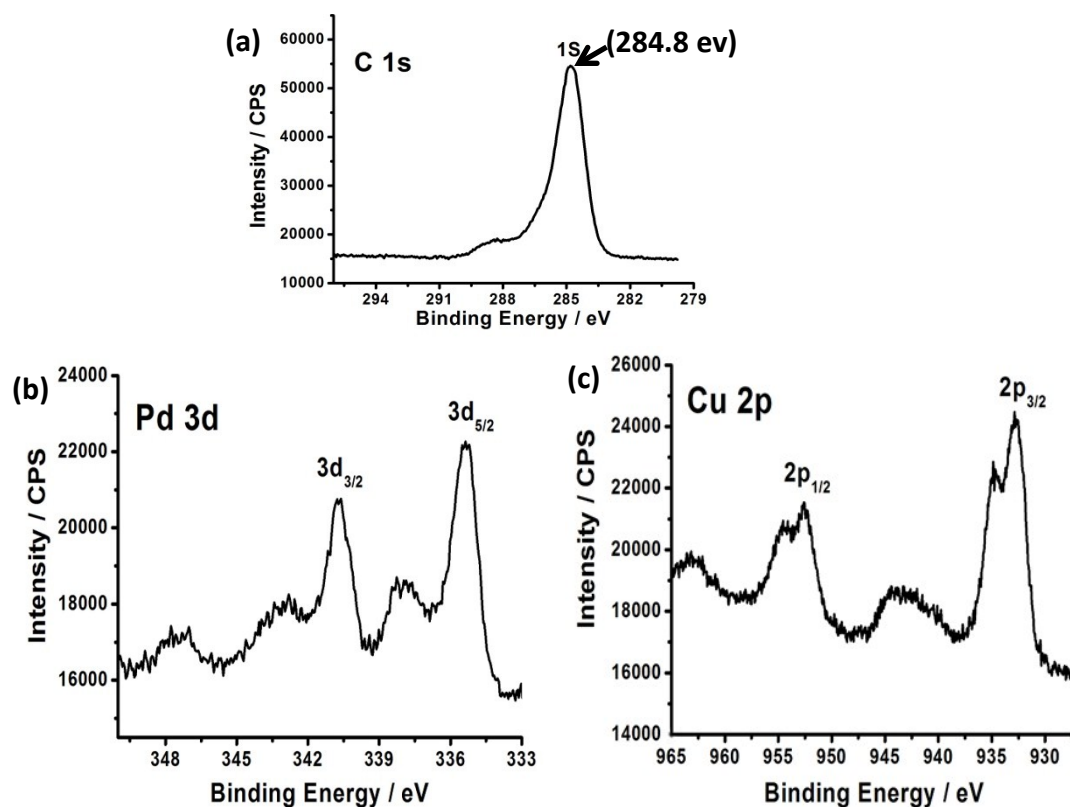 (a)
C 1s
1S
(284.8 ev)
60000
50000
40000
30000
20000
10000
Intensity / CPS
294 291 288 285 282 279
Binding Energy / eV
(b)
Pd 3d
3d3/2
3d5/2
24000
22000
20000
18000
16000
Intensity / CPS
348 345 342 339 336 333
Binding Energy / eV
(c)
Cu 2p
2p1/2
2p3/2
26000
24000
22000
20000
18000
16000
14000
Intensity / CPS
965 960 955 950 945 940 935 930
Binding Energy / eV